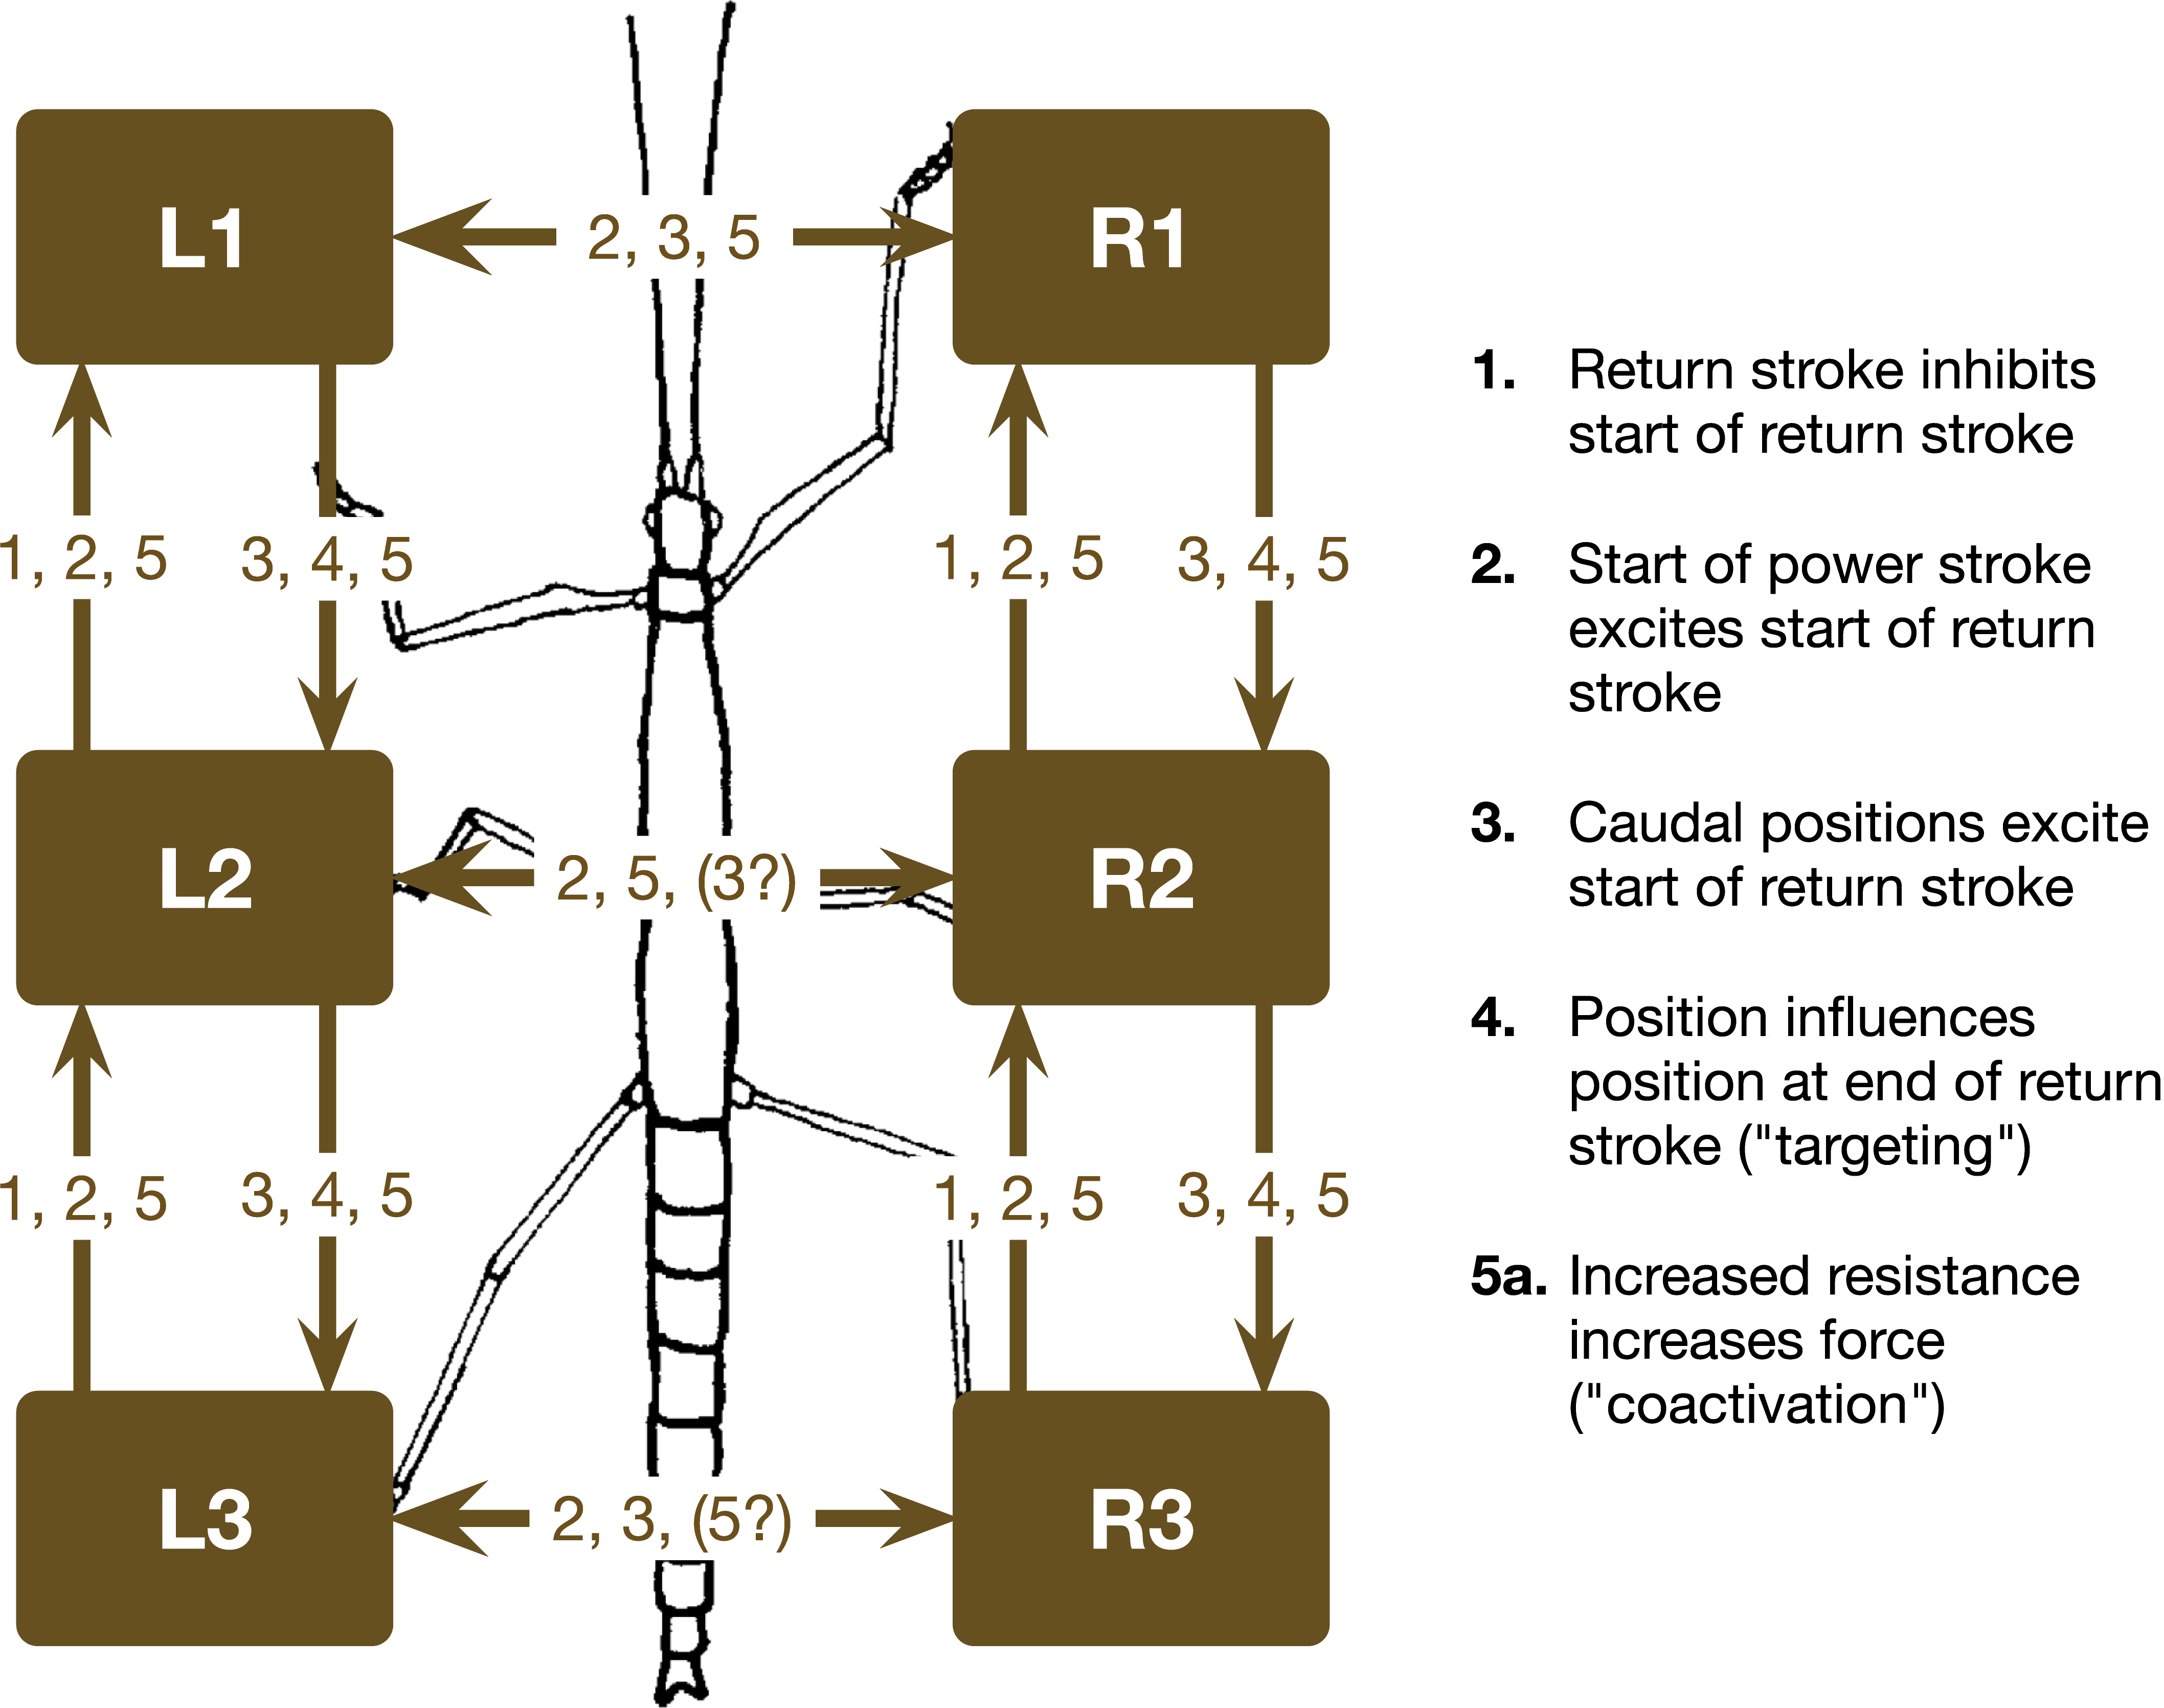 L1
2, 3, 5
R1
1, 2, 5
3, 4, 5
1, 2, 5
3, 4, 5
L2
2, 5, (3?)
R2
1, 2, 5
3, 4, 5
1, 2, 5
3, 4, 5
L3
2, 3, (5?)
R3
1. Return stroke inhibits
start of return stroke
2. Start of power stroke
excites start of return
stroke
3. Caudal positions excite
start of return stroke
4. Position influences
position at end of return
stroke ("targeting")
5a. Increased resistance
increases force
("coactivation")